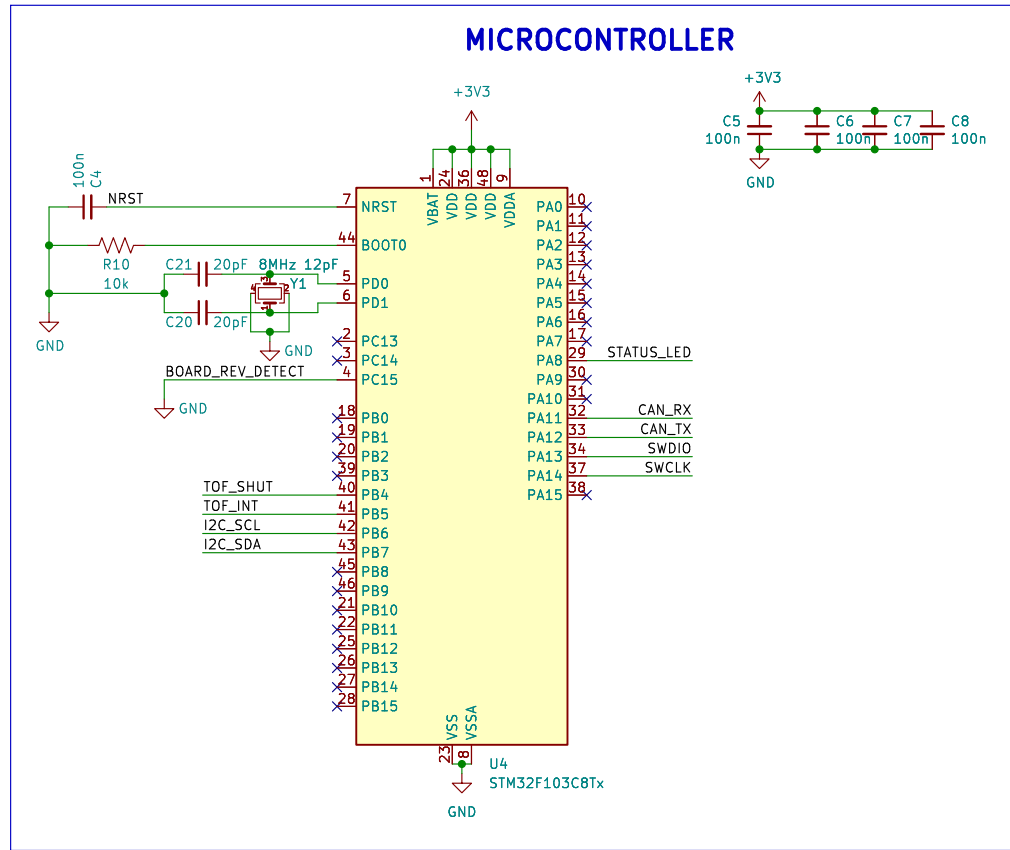 MICROCONTROLLER
+3V3
+3V3
C5
100n
C6
100n
C7
100n
C8
100n
GND
100n
C4
NRST
R10
10k
GND
C21
20pF
8MHz 12pF
Y1
3
4
2
1
C20
20pF
GND
BOARD_REV_DETECT
GND
TOF_SHUT
TOF_INT
I2C_SCL
I2C_SDA
1
24
36
48
9
VBAT
VDD
VDD
VDD
VDDA
7 NRST
44 BOOT0
5 PD0
6 PD1
2 PC13
3 PC14
4 PC15
18 PB0
19 PB1
20 PB2
39 PB3
40 PB4
41 PB5
42 PB6
43 PB7
45 PB8
46 PB9
21 PB10
22 PB11
25 PB12
26 PB13
27 PB14
28 PB15
PA0 10
PA1 11
PA2 12
PA3 13
PA4 14
PA5 15
PA6 16
PA7 17
PA8 29 STATUS_LED
PA9 30
PA10 31
PA11 32 CAN_RX
PA12 33 CAN_TX
PA13 34 SWDIO
PA14 37 SWCLK
PA15 38
VSS
VSSA
23
8
GND
U4
STM32F103C8Tx